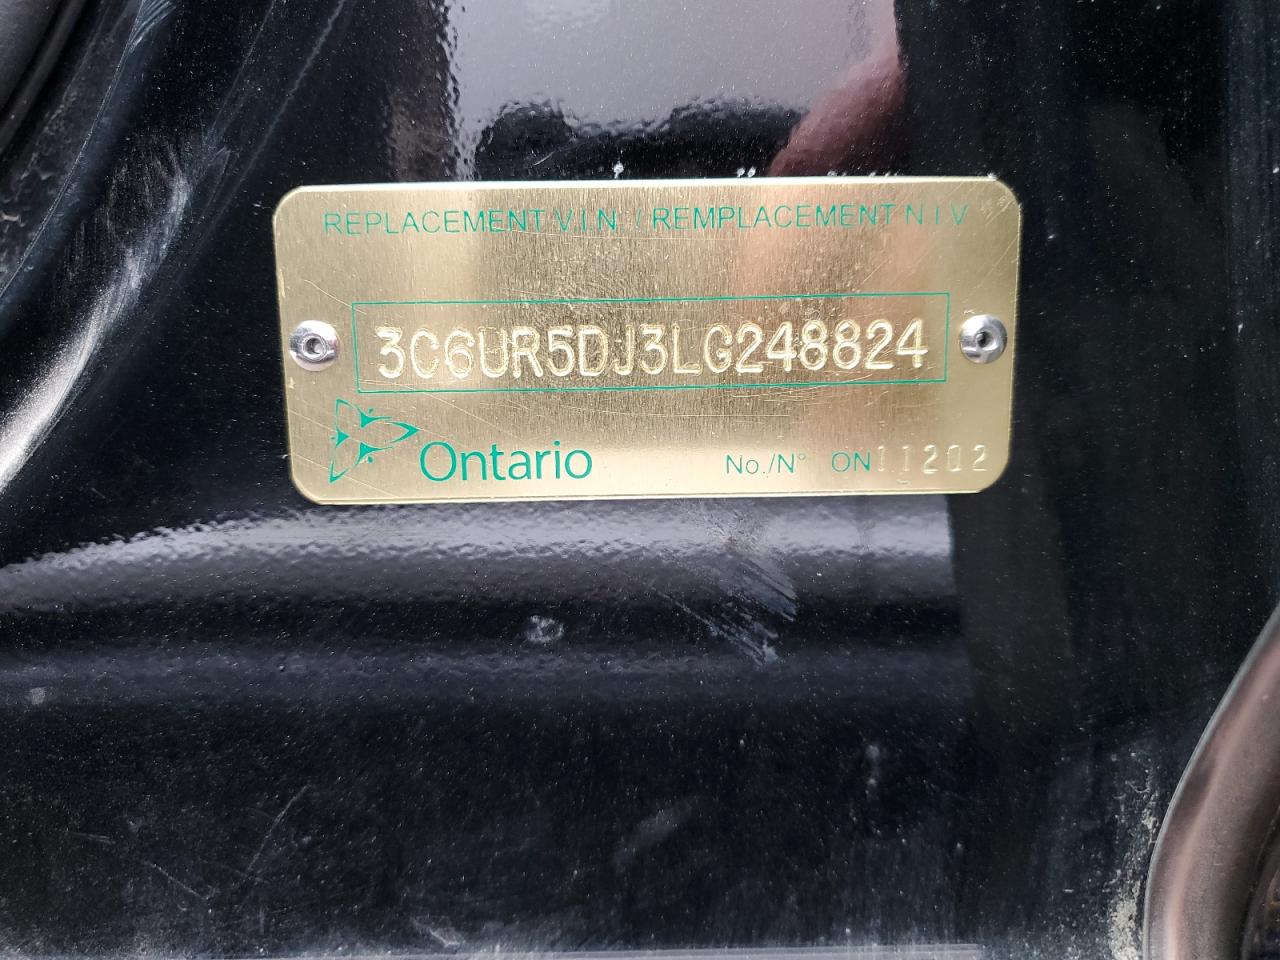 REPLACEMENT V.I.N. / REMPLACEMENT N I V
3C6UR5DJ3LG248824
Ontario
No./N° ON11202